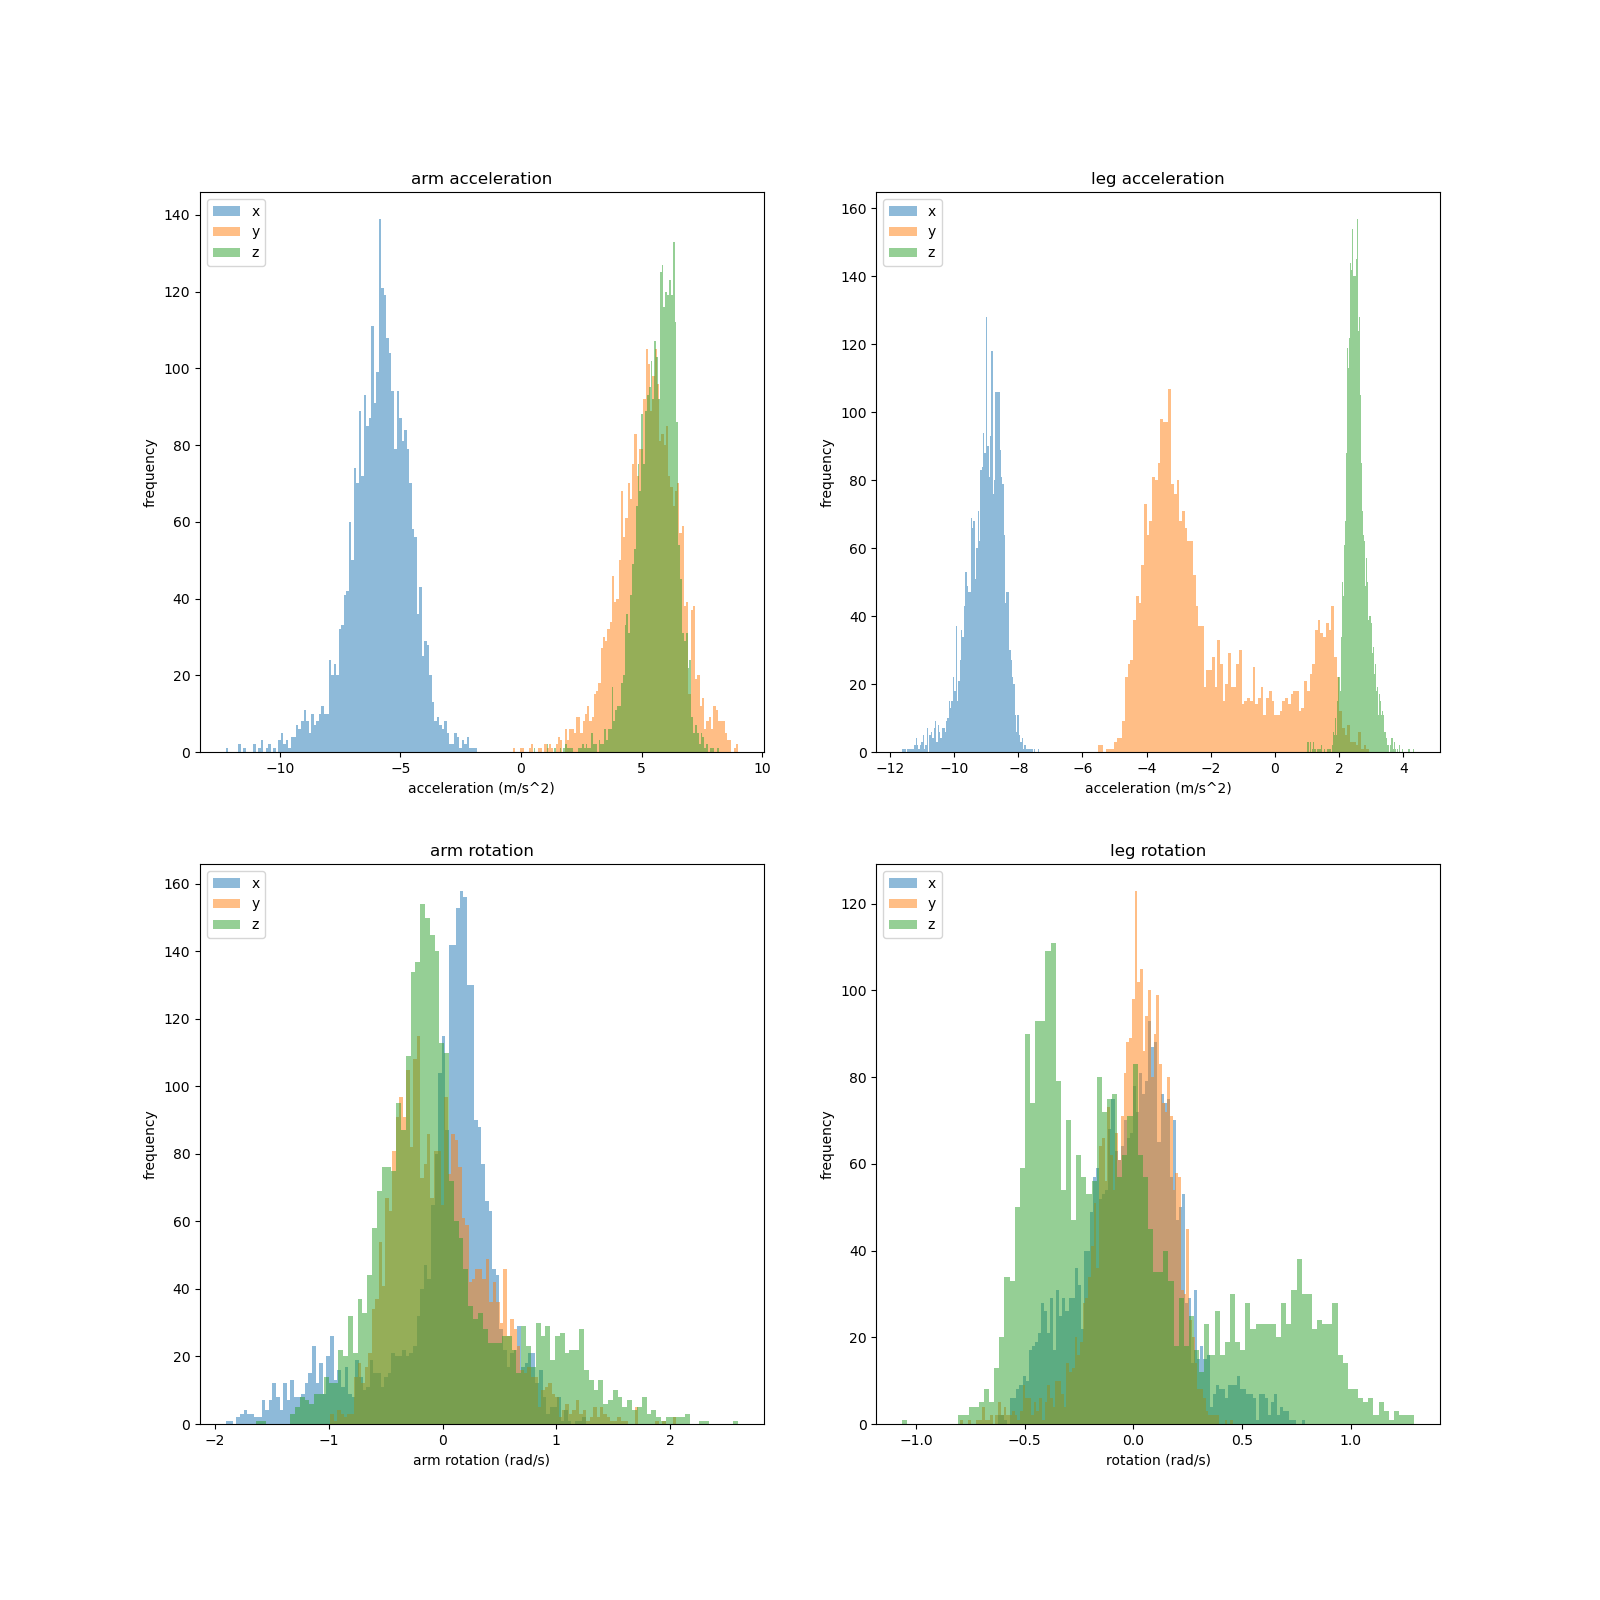 arm acceleration
x
y
z
140
120
100
80
60
40
20
0
frequency
−10
−5
0
5
10
acceleration (m/s^2)
leg acceleration
x
y
z
160
140
120
100
80
60
40
20
0
frequency
−12
−10
−8
−6
−4
−2
0
2
4
acceleration (m/s^2)
arm rotation
x
y
z
160
140
120
100
80
60
40
20
0
frequency
−2
−1
0
1
2
arm rotation (rad/s)
leg rotation
x
y
z
120
100
80
60
40
20
0
frequency
−1.0
−0.5
0.0
0.5
1.0
rotation (rad/s)